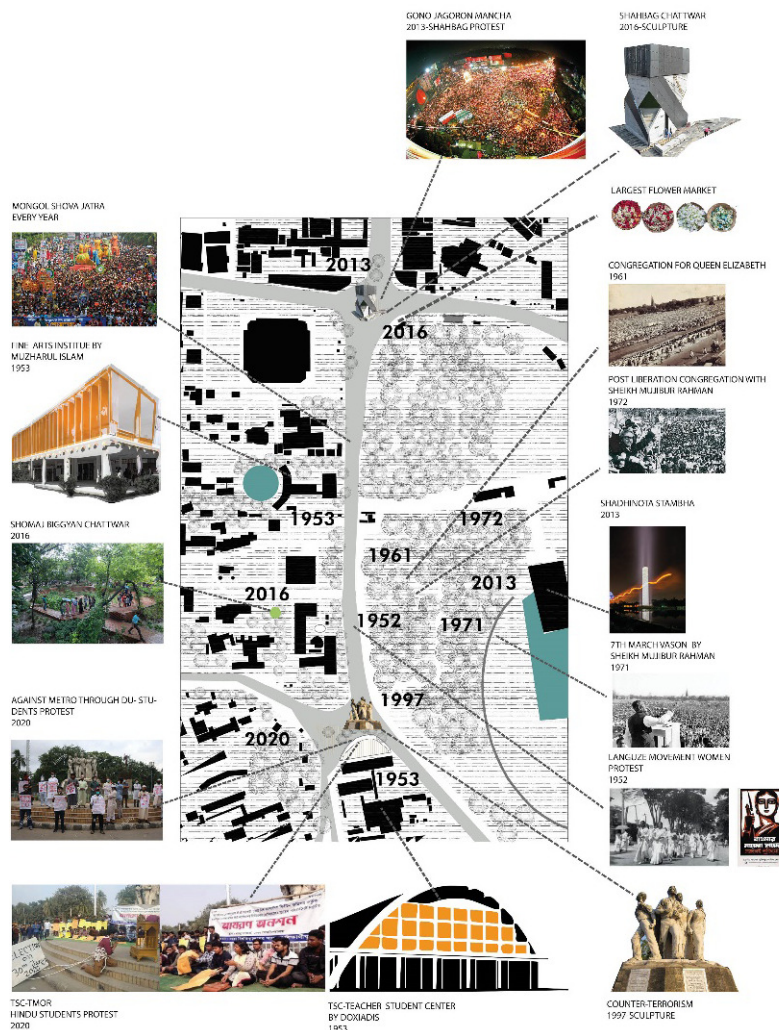 GONO JAGORON MANCHA
2013-SHAHBAG PROTEST
SHAHBAG CHATTWAR
2016-SCULPTURE
MONGOL SHOVA JATRA
EVERY YEAR
LARGEST FLOWER MARKET
CONGREGATION FOR QUEEN ELIZABETH
1961
FINE ARTS INSTITUE BY
MUZHARUL ISLAM
1953
POST LIBERATION CONGREGATION WITH
SHEIKH MUJIBUR RAHMAN
1972
SHOMAJ BIGGYAN CHATTWAR
2016
SHADHINOTA STAMBHA
2013
7TH MARCH VASON BY
SHEIKH MUJIBUR RAHMAN
1971
AGAINST METRO THROUGH DU- STU-
DENTS PROTEST
2020
LANGUZE MOVEMENT WOMEN
PROTEST
1952
2013
2016
1953
1972
1961
2013
2016
1952
1971
1997
2020
1953
আমরণ অনশন
TSC-TMOR
HINDU STUDENTS PROTEST
2020
TSC-TEACHER STUDENT CENTER
BY DOXIADIS
1953
COUNTER-TERRORISM
1997 SCULPTURE